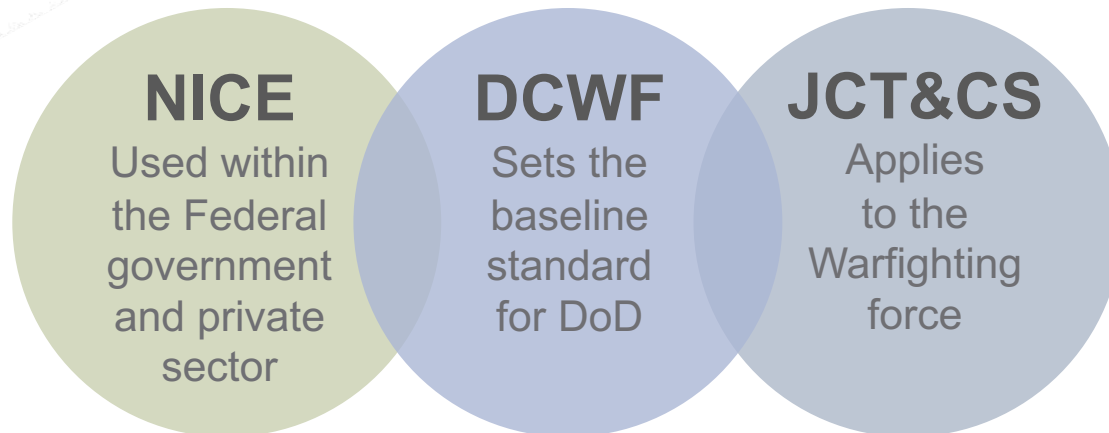 NICE
Used within
the Federal
government
and private
sector
DCWF
Sets the
baseline
standard
for DoD
JCT&CS
Applies
to the
Warfighting
force